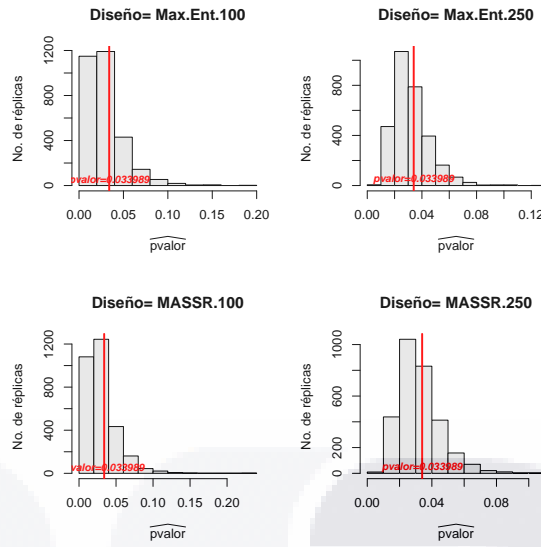 Diseño= Max.Ent.100
No. de réplicas
0 400 800 1200
pvalor=0.033989
0.00 0.05 0.10 0.15 0.20
pvalor
Diseño= Max.Ent.250
No. de réplicas
0 400 800
pvalor=0.033989
0.00 0.04 0.08 0.12
pvalor
Diseño= MASSR.100
No. de réplicas
0 400 800 1200
pvalor=0.033989
0.00 0.05 0.10 0.15 0.20
pvalor
Diseño= MASSR.250
No. de réplicas
0 200 600 1000
pvalor=0.033989
0.00 0.04 0.08
pvalor